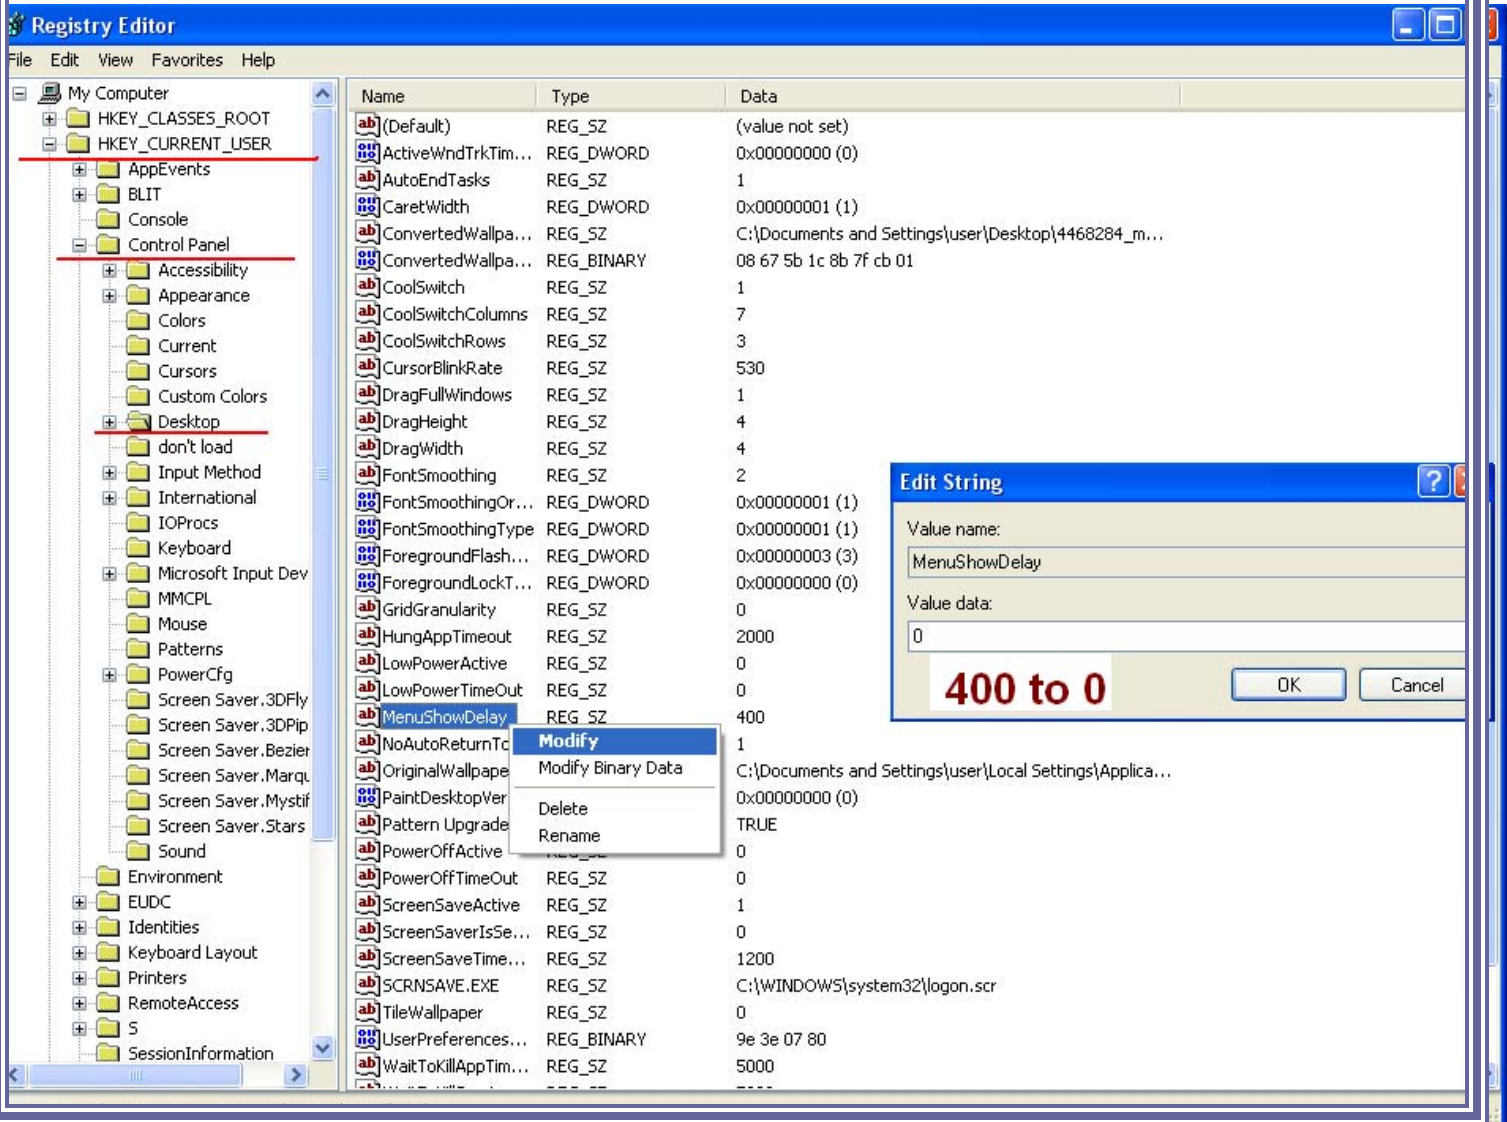 Registry Editor
File Edit View Favorites Help
My Computer
HKEY_CLASSES_ROOT
HKEY_CURRENT_USER
AppEvents
BLIT
Console
Control Panel
Accessibility
Appearance
Colors
Current
Cursors
Custom Colors
Desktop
don't load
Input Method
International
IOProcs
Keyboard
Microsoft Input Dev
MMCPL
Mouse
Patterns
PowerCfg
Screen Saver.3DFly
Screen Saver.3DPip
Screen Saver.Bezier
Screen Saver.Marqu
Screen Saver.Mystif
Screen Saver.Stars
Sound
Environment
EUDC
Identities
Keyboard Layout
Printers
RemoteAccess
S
SessionInformation
Name Type Data
(Default) REG_SZ (value not set)
ActiveWndTrkTim... REG_DWORD 0x00000000 (0)
AutoEndTasks REG_SZ 1
CaretWidth REG_DWORD 0x00000001 (1)
ConvertedWallpa... REG_SZ C:\Documents and Settings\user\Desktop\4468284_m...
ConvertedWallpa... REG_BINARY 08 67 5b 1c 8b 7f cb 01
CoolSwitch REG_SZ 1
CoolSwitchColumns REG_SZ 7
CoolSwitchRows REG_SZ 3
CursorBlinkRate REG_SZ 530
DragFullWindows REG_SZ 1
DragHeight REG_SZ 4
DragWidth REG_SZ 4
FontSmoothing REG_SZ 2
FontSmoothingOr... REG_DWORD 0x00000001 (1)
FontSmoothingType REG_DWORD 0x00000001 (1)
ForegroundFlash... REG_DWORD 0x00000003 (3)
ForegroundLockT... REG_DWORD 0x00000000 (0)
GridGranularity REG_SZ 0
HungAppTimeout REG_SZ 2000
LowPowerActive REG_SZ 0
LowPowerTimeOut REG_SZ 0
MenuShowDelay REG_SZ 400
NoAutoReturnTo 1
OriginalWallpape C:\Documents and Settings\user\Local Settings\Applica...
PaintDesktopVer 0x00000000 (0)
Pattern Upgrade TRUE
PowerOffActive REG_SZ 0
PowerOffTimeOut REG_SZ 0
ScreenSaveActive REG_SZ 1
ScreenSaverIsSe... REG_SZ 0
ScreenSaveTime... REG_SZ 1200
SCRNSAVE.EXE REG_SZ C:\WINDOWS\system32\logon.scr
TileWallpaper REG_SZ 0
UserPreferences... REG_BINARY 9e 3e 07 80
WaitToKillAppTim... REG_SZ 5000
Modify
Modify Binary Data
Delete
Rename
Edit String
Value name:
MenuShowDelay
Value data:
0
400 to 0
OK Cancel